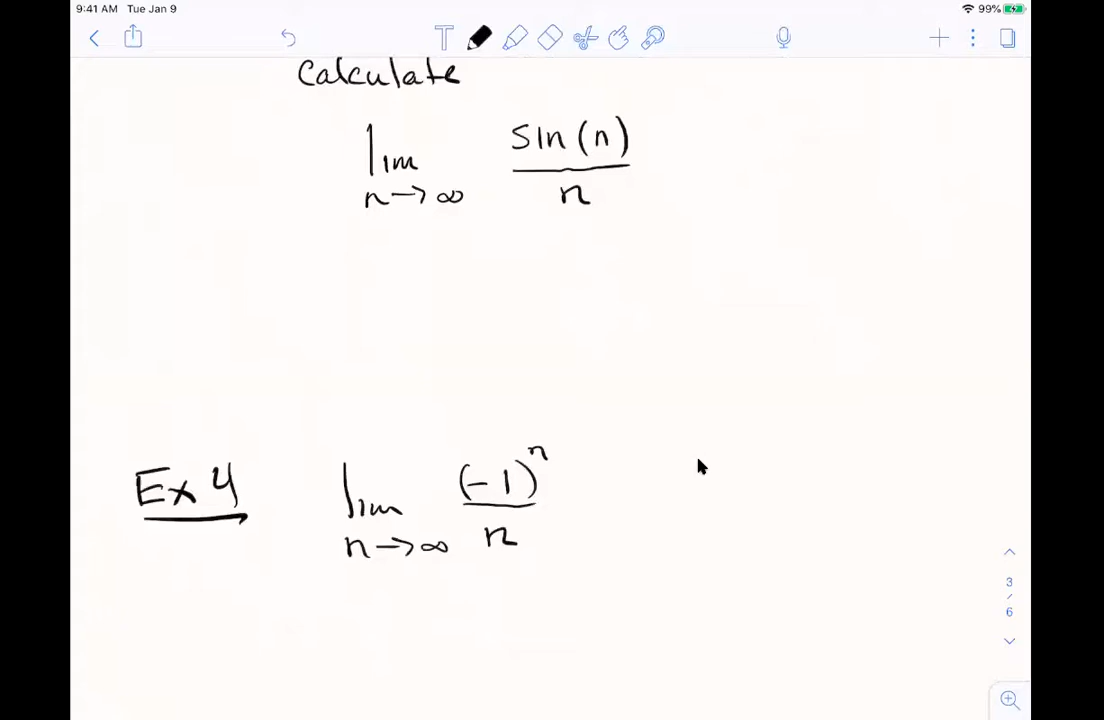 9:41 AM Tue Jan 9
99%
T
Calculate
lim sin(n)
n→∞ n
Ex 4 lim (-1)^n
n→∞ n
3
/
6